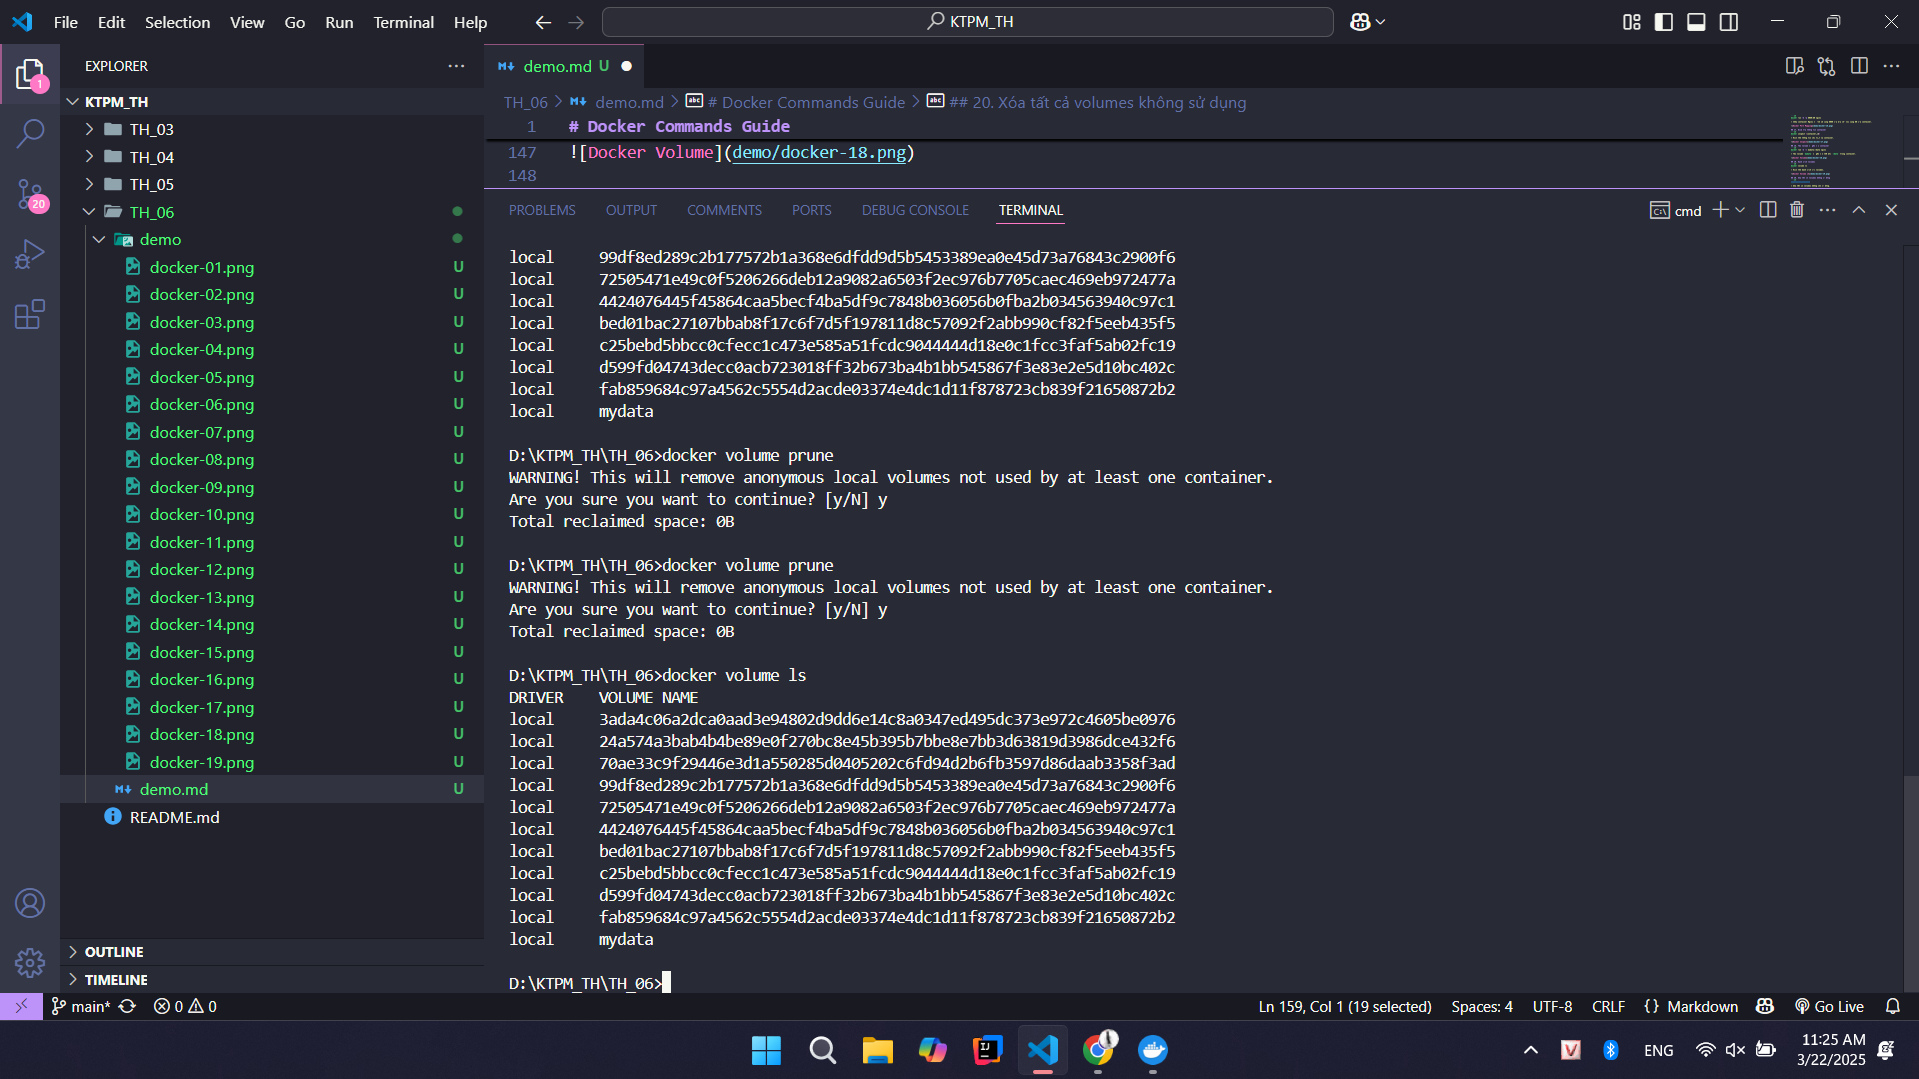 File Edit Selection View Go Run Terminal Help
KTPM_TH
EXPLORER
demo.md U
KTPM_TH
TH_03
TH_04
TH_05
TH_06
demo
docker-01.png U
docker-02.png U
docker-03.png U
docker-04.png U
docker-05.png U
docker-06.png U
docker-07.png U
docker-08.png U
docker-09.png U
docker-10.png U
docker-11.png U
docker-12.png U
docker-13.png U
docker-14.png U
docker-15.png U
docker-16.png U
docker-17.png U
docker-18.png U
docker-19.png U
demo.md U
README.md
OUTLINE
TIMELINE
1
20
TH_06 > demo.md > # Docker Commands Guide > ## 20. Xóa tất cả volumes không sử dụng
1 # Docker Commands Guide
147 ![Docker Volume](demo/docker-18.png)
148
PROBLEMS OUTPUT COMMENTS PORTS DEBUG CONSOLE TERMINAL cmd
local 99df8ed289c2b177572b1a368e6dfdd9d5b5453389ea0e45d73a76843c2900f6
local 72505471e49c0f5206266deb12a9082a6503f2ec976b7705caec469eb972477a
local 4424076445f45864caa5becf4ba5df9c7848b036056b0fba2b034563940c97c1
local bed01bac27107bbab8f17c6f7d5f197811d8c57092f2abb990cf82f5eeb435f5
local c25bebd5bbcc0cfecc1c473e585a51fcdc9044444d18e0c1fcc3faf5ab02fc19
local d599fd04743decc0acb723018ff32b673ba4b1bb545867f3e83e2e5d10bc402c
local fab859684c97a4562c5554d2acde03374e4dc1d11f878723cb839f21650872b2
local mydata
D:\KTPM_TH\TH_06>docker volume prune
WARNING! This will remove anonymous local volumes not used by at least one container.
Are you sure you want to continue? [y/N] y
Total reclaimed space: 0B
D:\KTPM_TH\TH_06>docker volume prune
WARNING! This will remove anonymous local volumes not used by at least one container.
Are you sure you want to continue? [y/N] y
Total reclaimed space: 0B
D:\KTPM_TH\TH_06>docker volume ls
DRIVER VOLUME NAME
local 3ada4c06a2dca0aad3e94802d9dd6e14c8a0347ed495dc373e972c4605be0976
local 24a574a3bab4b4be89e0f270bc8e45b395b7bbe8e7bb3d63819d3986dce432f6
local 70ae33c9f29446e3d1a550285d0405202c6fd94d2b6fb3597d86daab3358f3ad
local 99df8ed289c2b177572b1a368e6dfdd9d5b5453389ea0e45d73a76843c2900f6
local 72505471e49c0f5206266deb12a9082a6503f2ec976b7705caec469eb972477a
local 4424076445f45864caa5becf4ba5df9c7848b036056b0fba2b034563940c97c1
local bed01bac27107bbab8f17c6f7d5f197811d8c57092f2abb990cf82f5eeb435f5
local c25bebd5bbcc0cfecc1c473e585a51fcdc9044444d18e0c1fcc3faf5ab02fc19
local d599fd04743decc0acb723018ff32b673ba4b1bb545867f3e83e2e5d10bc402c
local fab859684c97a4562c5554d2acde03374e4dc1d11f878723cb839f21650872b2
local mydata
D:\KTPM_TH\TH_06>
main* 0 0 Ln 159, Col 1 (19 selected) Spaces: 4 UTF-8 CRLF {} Markdown Go Live
ENG
11:25 AM
3/22/2025